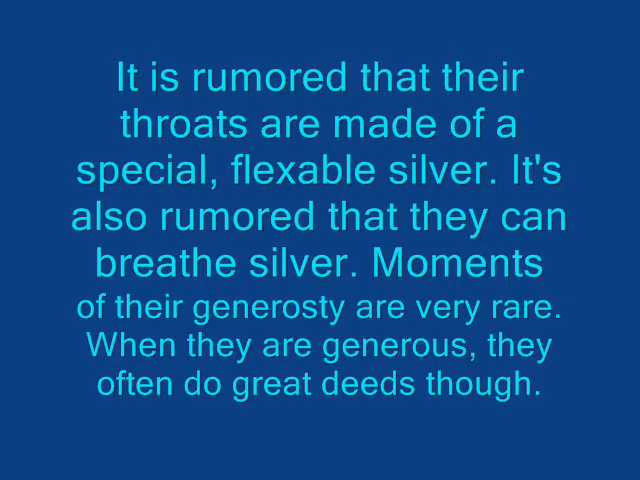 It is rumored that their
throats are made of a
special, flexable silver. It's
also rumored that they can
breathe silver. Moments
of their generosty are very rare.
When they are generous, they
often do great deeds though.